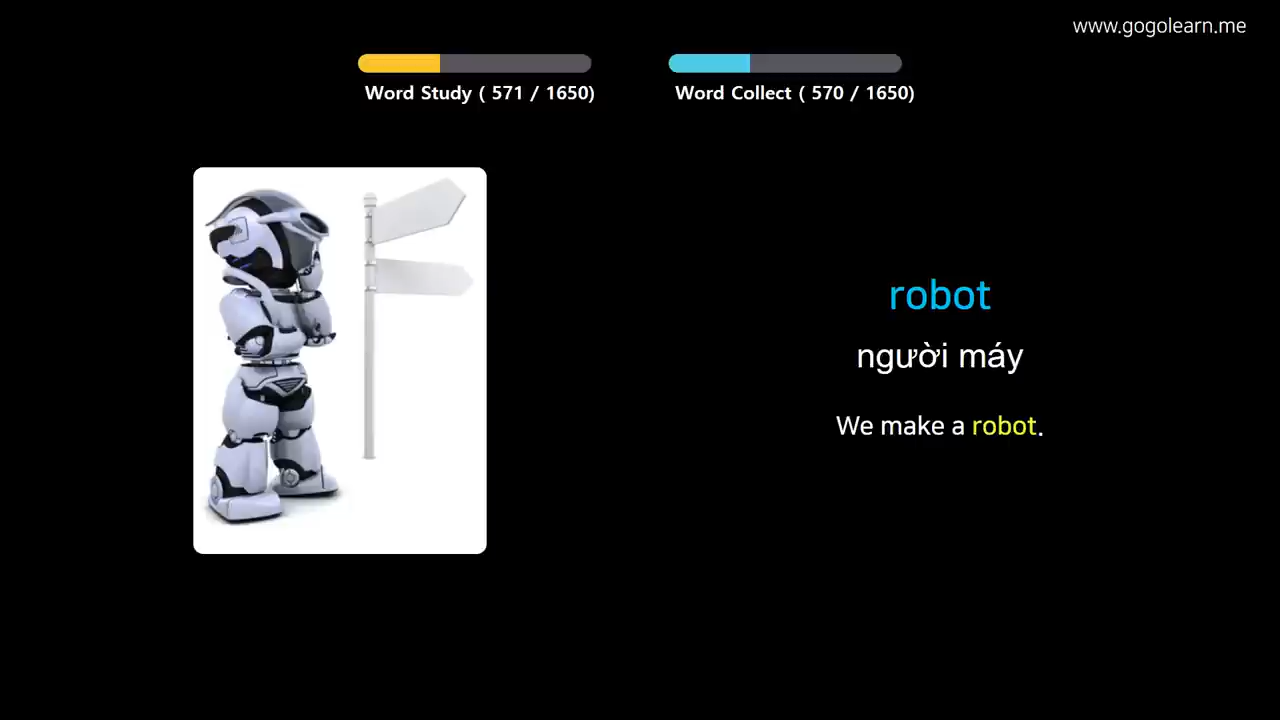 www.gogolearn.me
Word Study ( 571 / 1650)
Word Collect ( 570 / 1650)
robot
người máy
We make a robot.